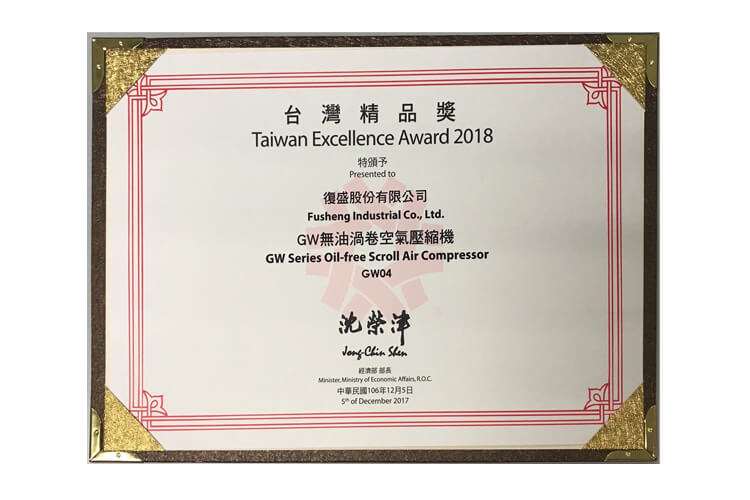 台灣精品獎
Taiwan Excellence Award 2018
特頒予
Presented to
復盛股份有限公司
Fusheng Industrial Co., Ltd.
GW無油渦卷空氣壓縮機
GW Series Oil-free Scroll Air Compressor
GW04
沈榮津
Jong-Chin Shen
經濟部 部長
Minister, Ministry of Economic Affairs, R.O.C.
中華民國106年12月5日
5th of December 2017